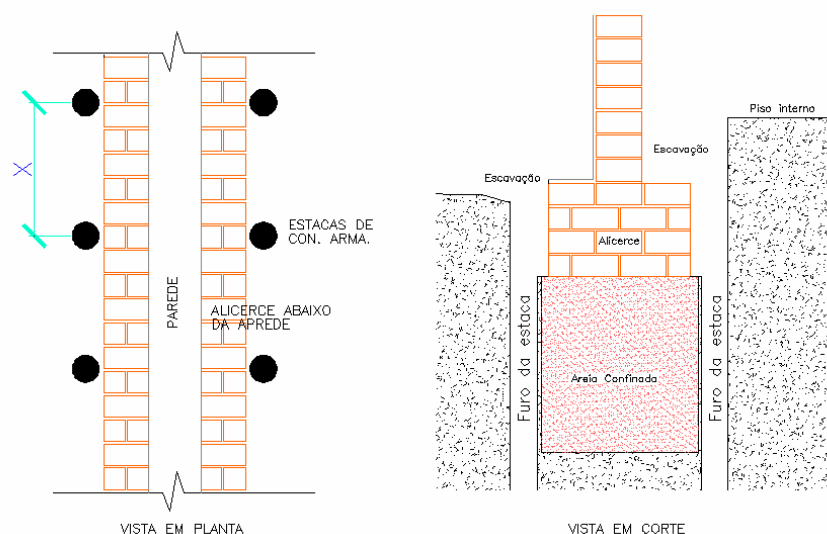 X
PAREDE
ESTACAS DE
CON. ARMA.
ALICERCE ABAIXO
DA APREDE
VISTA EM PLANTA
Piso interno
Escavação
Escavação
Alicerce
Furo da estaca
Areia Confinada
Furo da estaca
VISTA EM CORTE